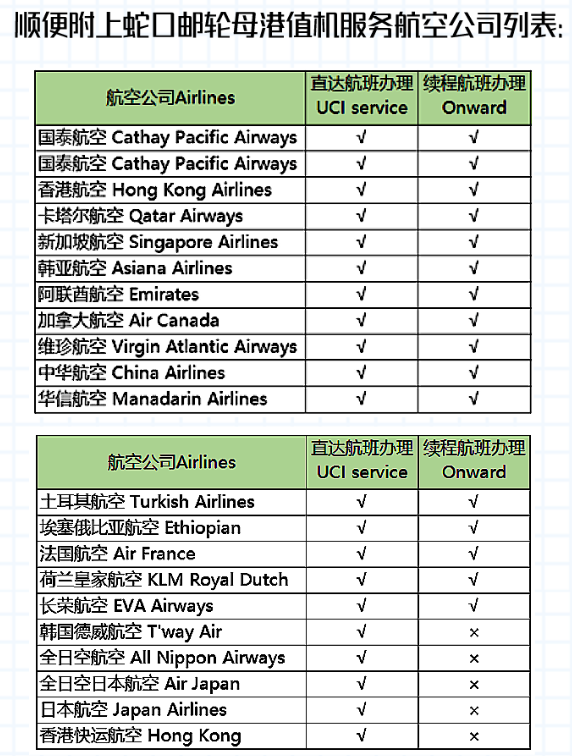 顺便附上蛇口邮轮母港值机服务航空公司列表:
航空公司Airlines 直达航班办理 UCI service 续程航班办理 Onward
国泰航空 Cathay Pacific Airways √ √
国泰航空 Cathay Pacific Airways √ √
香港航空 Hong Kong Airlines √ √
卡塔尔航空 Qatar Airways √ √
新加坡航空 Singapore Airlines √ √
韩亚航空 Asiana Airlines √ √
阿联酋航空 Emirates √ √
加拿大航空 Air Canada √ √
维珍航空 Virgin Atlantic Airways √ √
中华航空 China Airlines √ √
华信航空 Manadarin Airlines √ √
航空公司Airlines 直达航班办理 UCI service 续程航班办理 Onward
土耳其航空 Turkish Airlines √ √
埃塞俄比亚航空 Ethiopian √ √
法国航空 Air France √ √
荷兰皇家航空 KLM Royal Dutch √ √
长荣航空 EVA Airways √ √
韩国德威航空 T'way Air √ ×
全日空航空 All Nippon Airways √ ×
全日空日本航空 Air Japan √ ×
日本航空 Japan Airlines √ ×
香港快运航空 Hong Kong √ ×